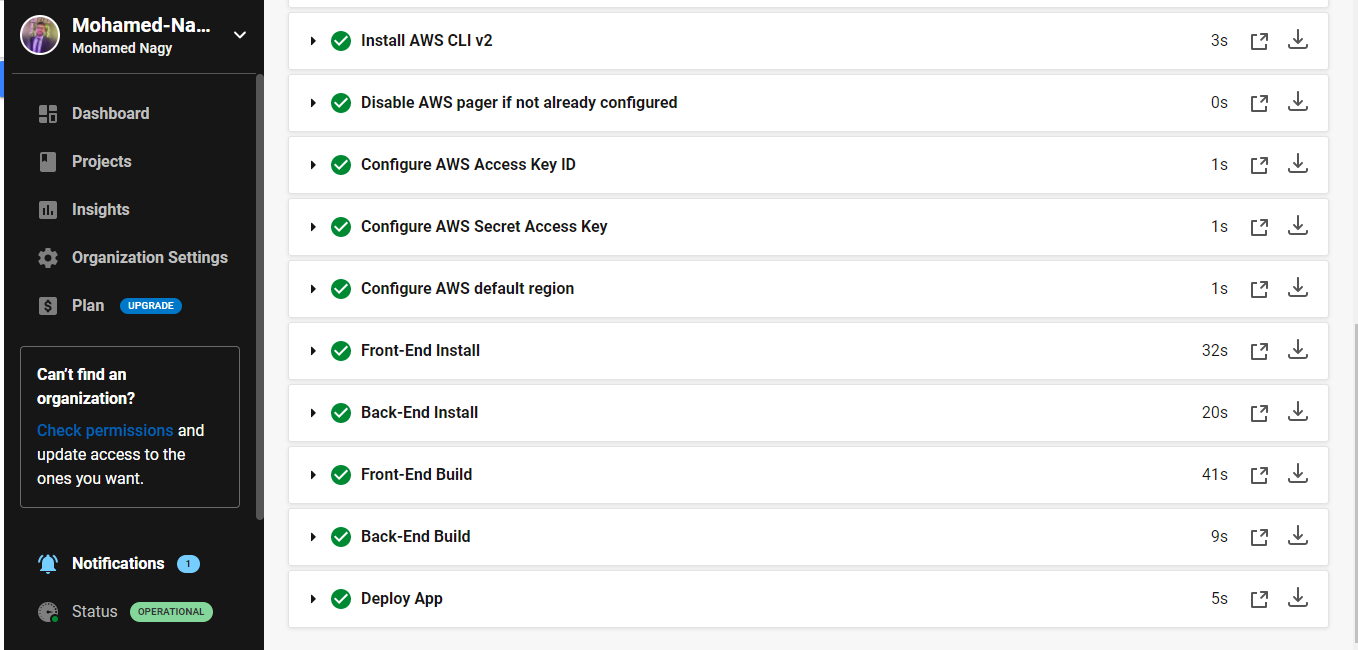 Mohamed-Na...
Mohamed Nagy
Dashboard
Projects
Insights
Organization Settings
Plan UPGRADE
Can't find an
organization?
Check permissions and
update access to the
ones you want.
Notifications 1
Status OPERATIONAL
Install AWS CLI v2 3s
Disable AWS pager if not already configured 0s
Configure AWS Access Key ID 1s
Configure AWS Secret Access Key 1s
Configure AWS default region 1s
Front-End Install 32s
Back-End Install 20s
Front-End Build 41s
Back-End Build 9s
Deploy App 5s